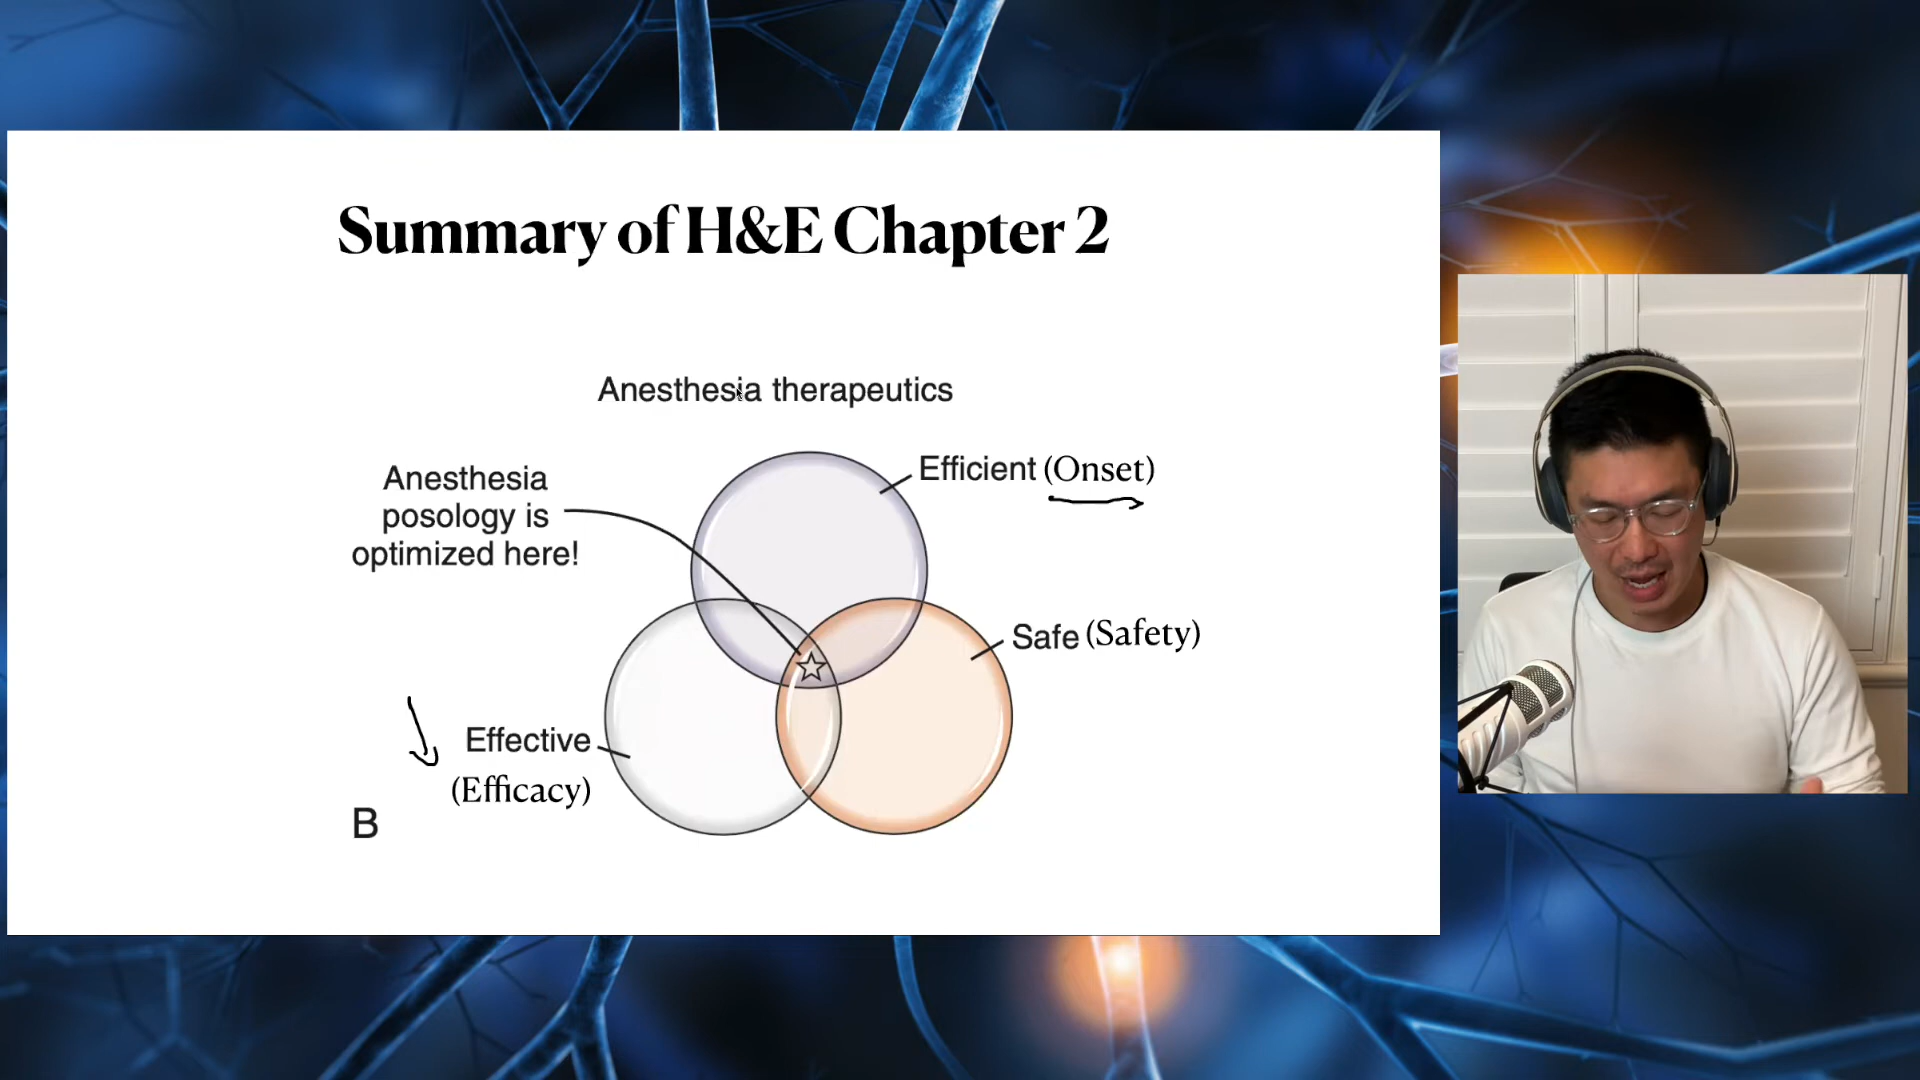 Summary of H&E Chapter 2
Anesthesia therapeutics
Anesthesia
posology is
optimized here!
Efficient (Onset)
Safe (Safety)
Effective
(Efficacy)
B